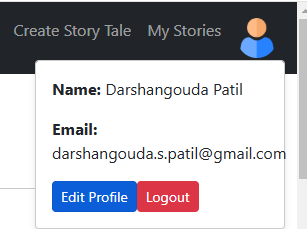 Create Story Tale My Stories
Name: Darshangouda Patil
Email:
darshangouda.s.patil@gmail.com
Edit Profile Logout